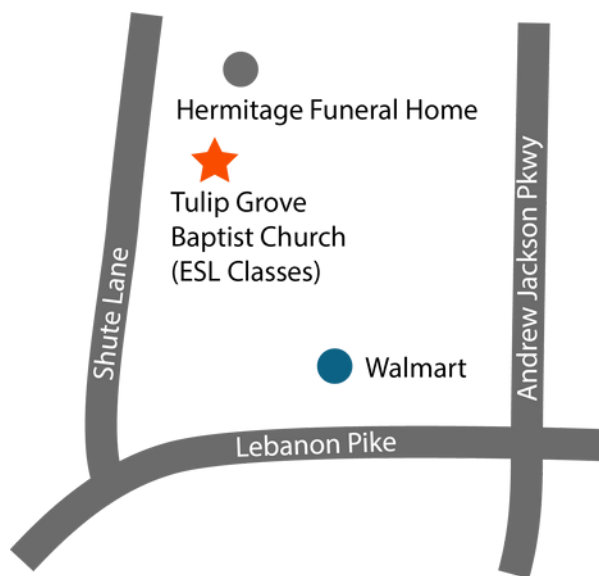 Hermitage Funeral Home
Tulip Grove
Baptist Church
(ESL Classes)
Shute Lane
Andrew Jackson Pkwy
Walmart
Lebanon Pike